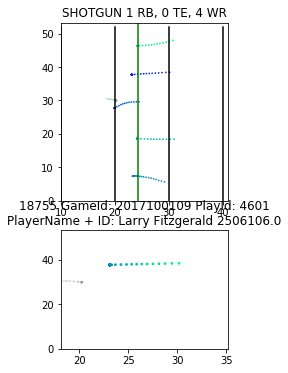 SHOTGUN 1 RB, 0 TE, 4 WR
50
40
30
20
10
0
10 20 30 40
18755 GameId: 2017100109 PlayId: 4601
PlayerName + ID: Larry Fitzgerald 2506106.0
40
20
0
20 25 30 35